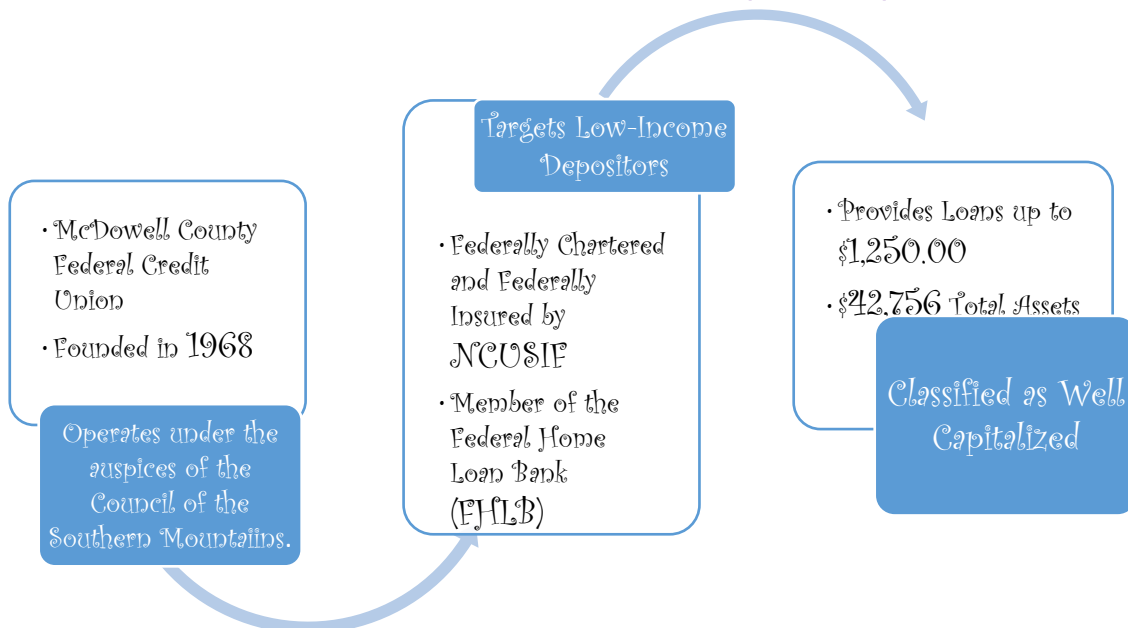 · McDowell County
Federal Credit
Union
· Founded in 1968
Operates under the
auspices of the
Council of the
Southern Mountaiins.
Targets Low-Income
Depositors
· Federally Chartered
and Federally
Insured by
NCUSIF
· Member of the
Federal Home
Loan Bank
(FHLB)
· Provides Loans up to
$1,250.00
· $42,756 Total Assets
Classified as Well
Capitalized